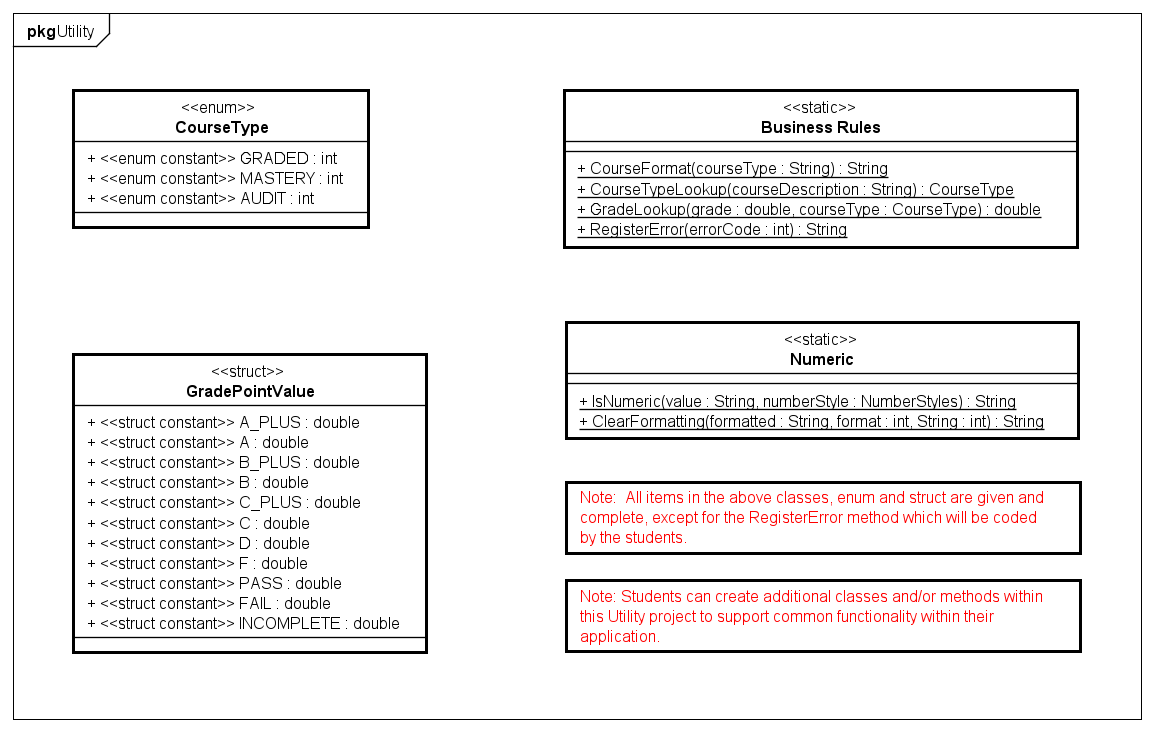 pkgUtility
<<enum>>
CourseType
+ <<enum constant>> GRADED : int
+ <<enum constant>> MASTERY : int
+ <<enum constant>> AUDIT : int
<<static>>
Business Rules
+ CourseFormat(courseType : String) : String
+ CourseTypeLookup(courseDescription : String) : CourseType
+ GradeLookup(grade : double, courseType : CourseType) : double
+ RegisterError(errorCode : int) : String
<<struct>>
GradePointValue
+ <<struct constant>> A_PLUS : double
+ <<struct constant>> A : double
+ <<struct constant>> B_PLUS : double
+ <<struct constant>> B : double
+ <<struct constant>> C_PLUS : double
+ <<struct constant>> C : double
+ <<struct constant>> D : double
+ <<struct constant>> F : double
+ <<struct constant>> PASS : double
+ <<struct constant>> FAIL : double
+ <<struct constant>> INCOMPLETE : double
<<static>>
Numeric
+ IsNumeric(value : String, numberStyle : NumberStyles) : String
+ ClearFormatting(formatted : String, format : int, String : int) : String
Note:  All items in the above classes, enum and struct are given and
complete, except for the RegisterError method which will be coded
by the students.
Note: Students can create additional classes and/or methods within
this Utility project to support common functionality within their
application.